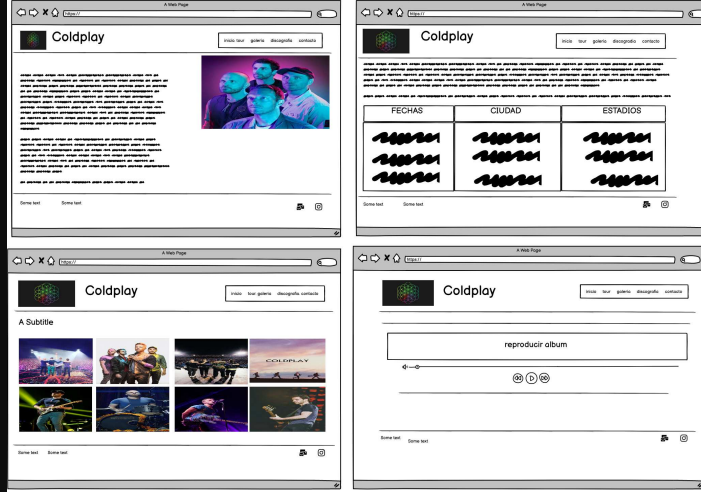 A Web Page
https://
Coldplay
inicio tour galeria discografia contacto
Some text Some text
A Web Page
https://
Coldplay
inicio tour galeria discografia contacto
FECHAS CIUDAD ESTADIOS
Some text Some text
A Web Page
https://
Coldplay
inicio tour galeria discografia contacto
A Subtitle
COLDPLAY
Some text Some text
A Web Page
https://
Coldplay
inicio tour galeria discografia contacto
reproducir album
Some text Some text